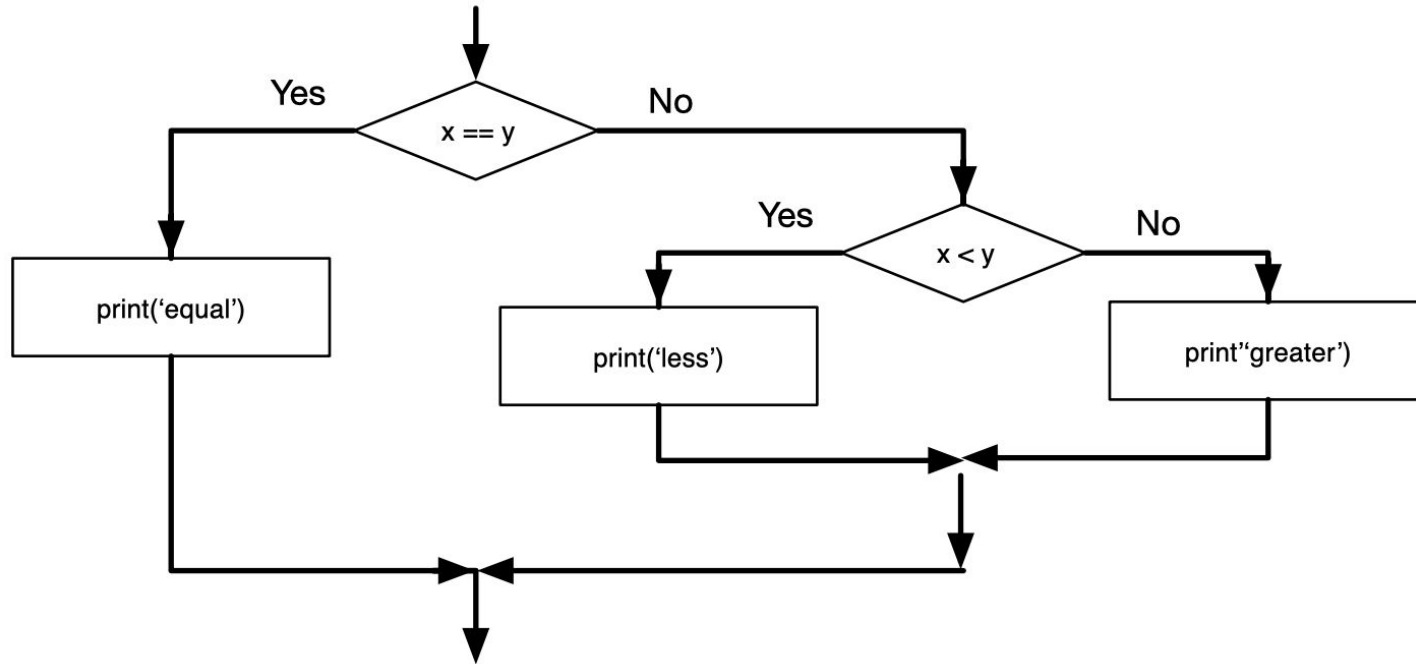 Yes
x == y
No
Yes
x < y
No
print(‘equal’)
print(‘less’)
print’‘greater’)